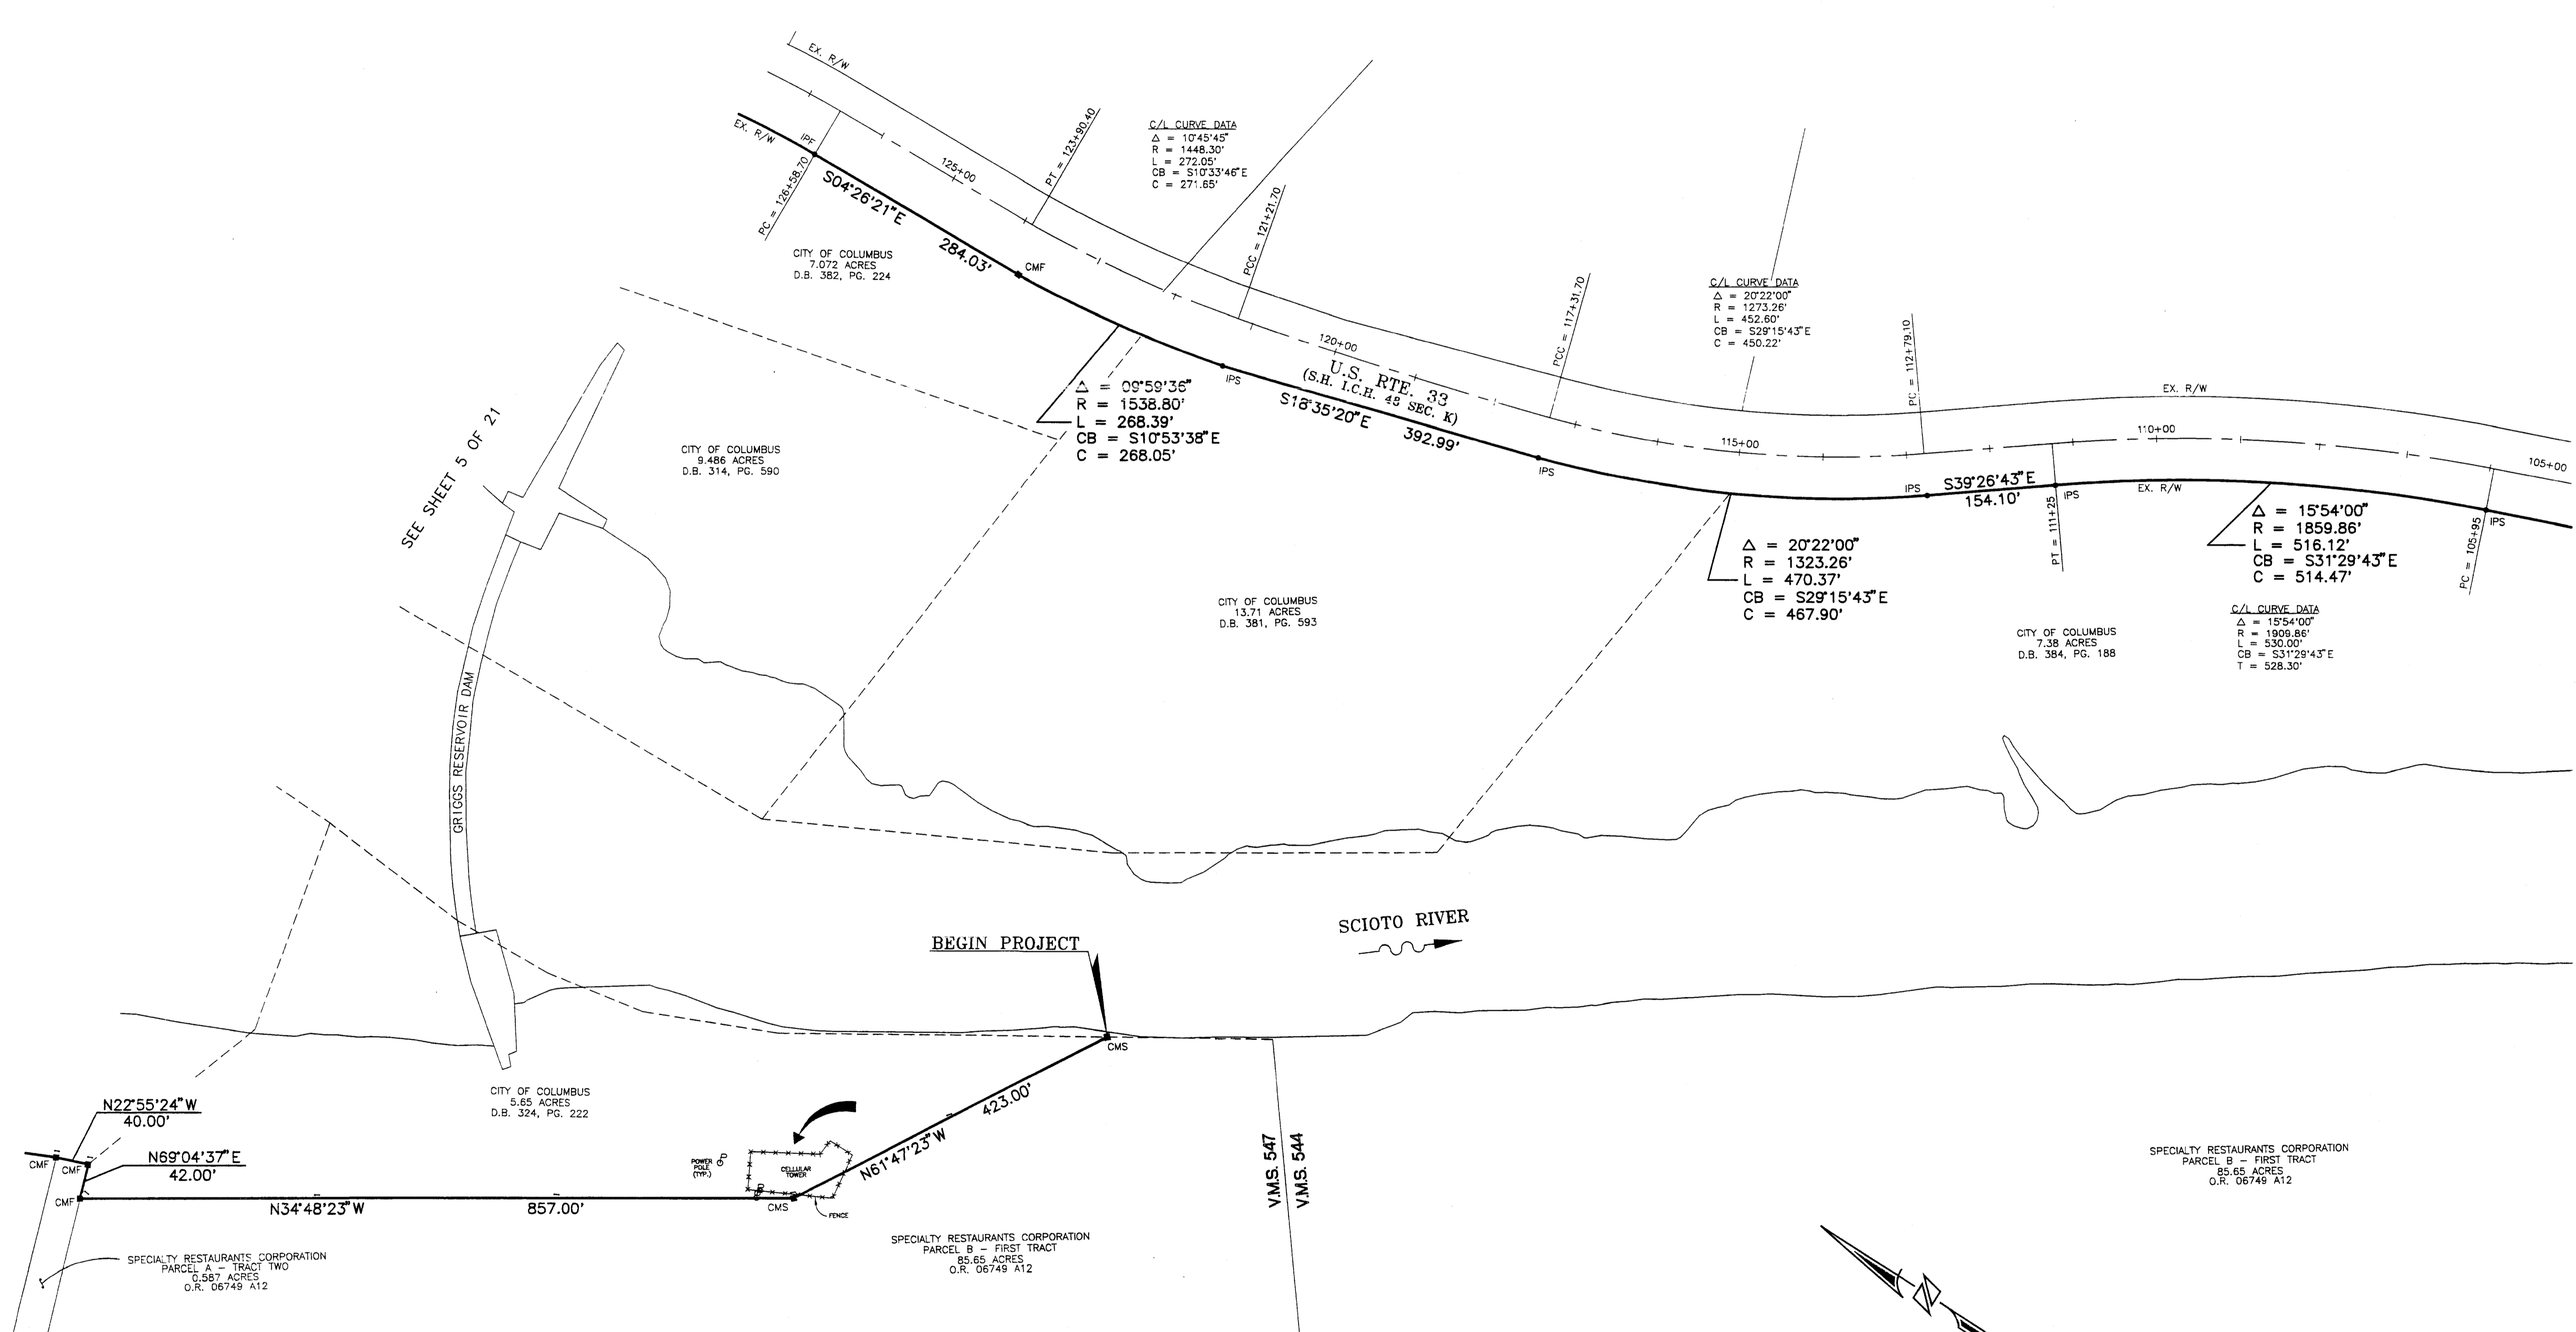 EX. R/W
EX. R/W
IPF
PC = 126+58.70
S04°26'21"E
284.03'
CMF
125+00
PT = 123+90.40
C/L CURVE DATA
Δ = 10°45'45"
R = 1448.30'
L = 272.05'
CB = S10°33'46"E
C = 271.65'
CITY OF COLUMBUS
7.072 ACRES
D.B. 382, PG. 224
PCC = 121+21.70
120+00
U.S. RTE. 33
(S.H. I.C.H. 48 SEC. K)
PCC = 117+31.70
C/L CURVE DATA
Δ = 20°22'00"
R = 1273.26'
L = 452.60'
CB = S29°15'43"E
C = 450.22'
PC = 112+79.10
EX. R/W
115+00
110+00
105+00
Δ = 09°59'36"
R = 1538.80'
L = 268.39'
CB = S10°53'38"E
C = 268.05'
IPS
S18°35'20"E
392.99'
IPS
IPS
S39°26'43"E
154.10'
IPS
PT = 111+25
EX. R/W
Δ = 15°54'00"
R = 1859.86'
L = 516.12'
CB = S31°29'43"E
C = 514.47'
PC = 105+95
IPS
SEE SHEET 5 OF 21
CITY OF COLUMBUS
9.486 ACRES
D.B. 314, PG. 590
Δ = 20°22'00"
R = 1323.26'
L = 470.37'
CB = S29°15'43"E
C = 467.90'
CITY OF COLUMBUS
13.71 ACRES
D.B. 381, PG. 593
CITY OF COLUMBUS
7.38 ACRES
D.B. 384, PG. 188
C/L CURVE DATA
Δ = 15°54'00"
R = 1909.86'
L = 530.00'
CB = S31°29'43"E
T = 528.30'
GRIGGS RESERVOIR DAM
BEGIN PROJECT
SCIOTO RIVER
CMS
N22°55'24"W
40.00'
CMF
CMF
N69°04'37"E
42.00'
CMF
CITY OF COLUMBUS
5.65 ACRES
D.B. 324, PG. 222
N34°48'23"W
857.00'
POWER
POLE
(TYP.)
CELLULAR
TOWER
CMS
FENCE
N61°47'23"W
423.00'
V.M.S. 547
V.M.S. 544
SPECIALTY RESTAURANTS CORPORATION
PARCEL A - TRACT TWO
0.587 ACRES
O.R. 06749 A12
SPECIALTY RESTAURANTS CORPORATION
PARCEL B - FIRST TRACT
85.65 ACRES
O.R. 06749 A12
SPECIALTY RESTAURANTS CORPORATION
PARCEL B - FIRST TRACT
85.65 ACRES
O.R. 06749 A12
N